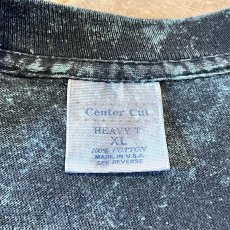 Center Cut
HEAVY T
XL
100% COTTON
MADE IN U.S.A.
SEE REVERSE